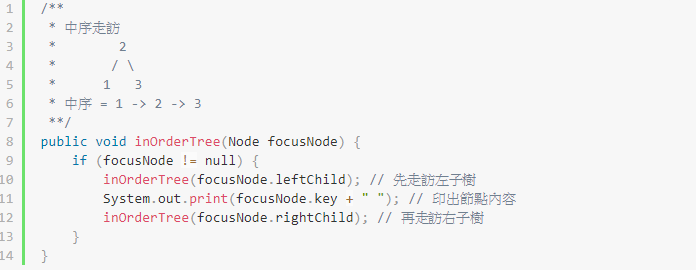 1 /**
2 * 中序走訪
3 * 2
4 * / \
5 * 1 3
6 * 中序 = 1 -> 2 -> 3
7 **/
8 public void inOrderTree(Node focusNode) {
9 if (focusNode != null) {
10 inOrderTree(focusNode.leftChild); // 先走訪左子樹
11 System.out.print(focusNode.key + " "); // 印出節點內容
12 inOrderTree(focusNode.rightChild); // 再走訪右子樹
13 }
14 }